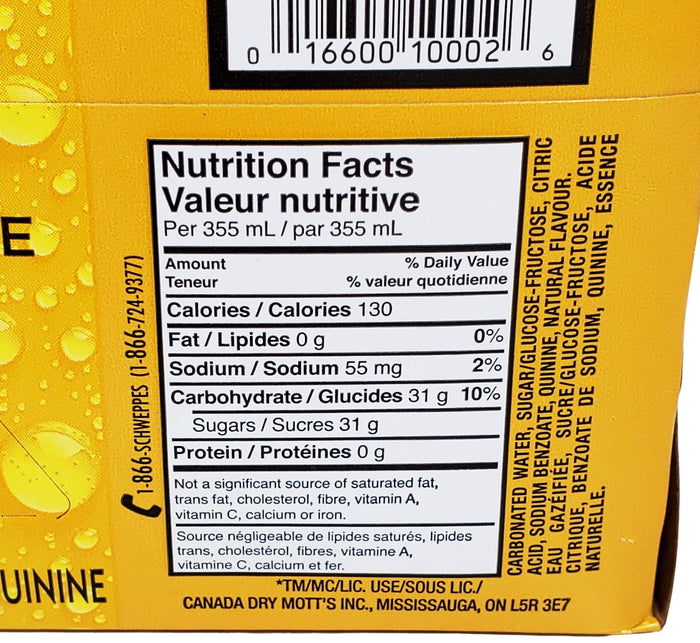 0 16600 10002 6
E
Nutrition Facts
Valeur nutritive
Per 355 mL / par 355 mL
Amount % Daily Value
Teneur % valeur quotidienne
Calories / Calories 130
Fat / Lipides 0 g 0%
Sodium / Sodium 55 mg 2%
Carbohydrate / Glucides 31 g 10%
Sugars / Sucres 31 g
Protein / Protéines 0 g
Not a significant source of saturated fat,
trans fat, cholesterol, fibre, vitamin A,
vitamin C, calcium or iron.
Source négligeable de lipides saturés, lipides
trans, cholestérol, fibres, vitamine A,
vitamine C, calcium et fer.
1-866-SCHWEPPES (1-866-724-9377)
CARBONATED WATER, SUGAR/GLUCOSE-FRUCTOSE, CITRIC
ACID, SODIUM BENZOATE, QUININE, NATURAL FLAVOUR.
EAU GAZÉIFIÉE, SUCRE/GLUCOSE-FRUCTOSE, ACIDE
CITRIQUE, BENZOATE DE SODIUM, QUININE, ESSENCE
NATURELLE.
UININE
*TM/MC/LIC. USE/SOUS LIC./
CANADA DRY MOTT'S INC., MISSISSAUGA, ON L5R 3E7